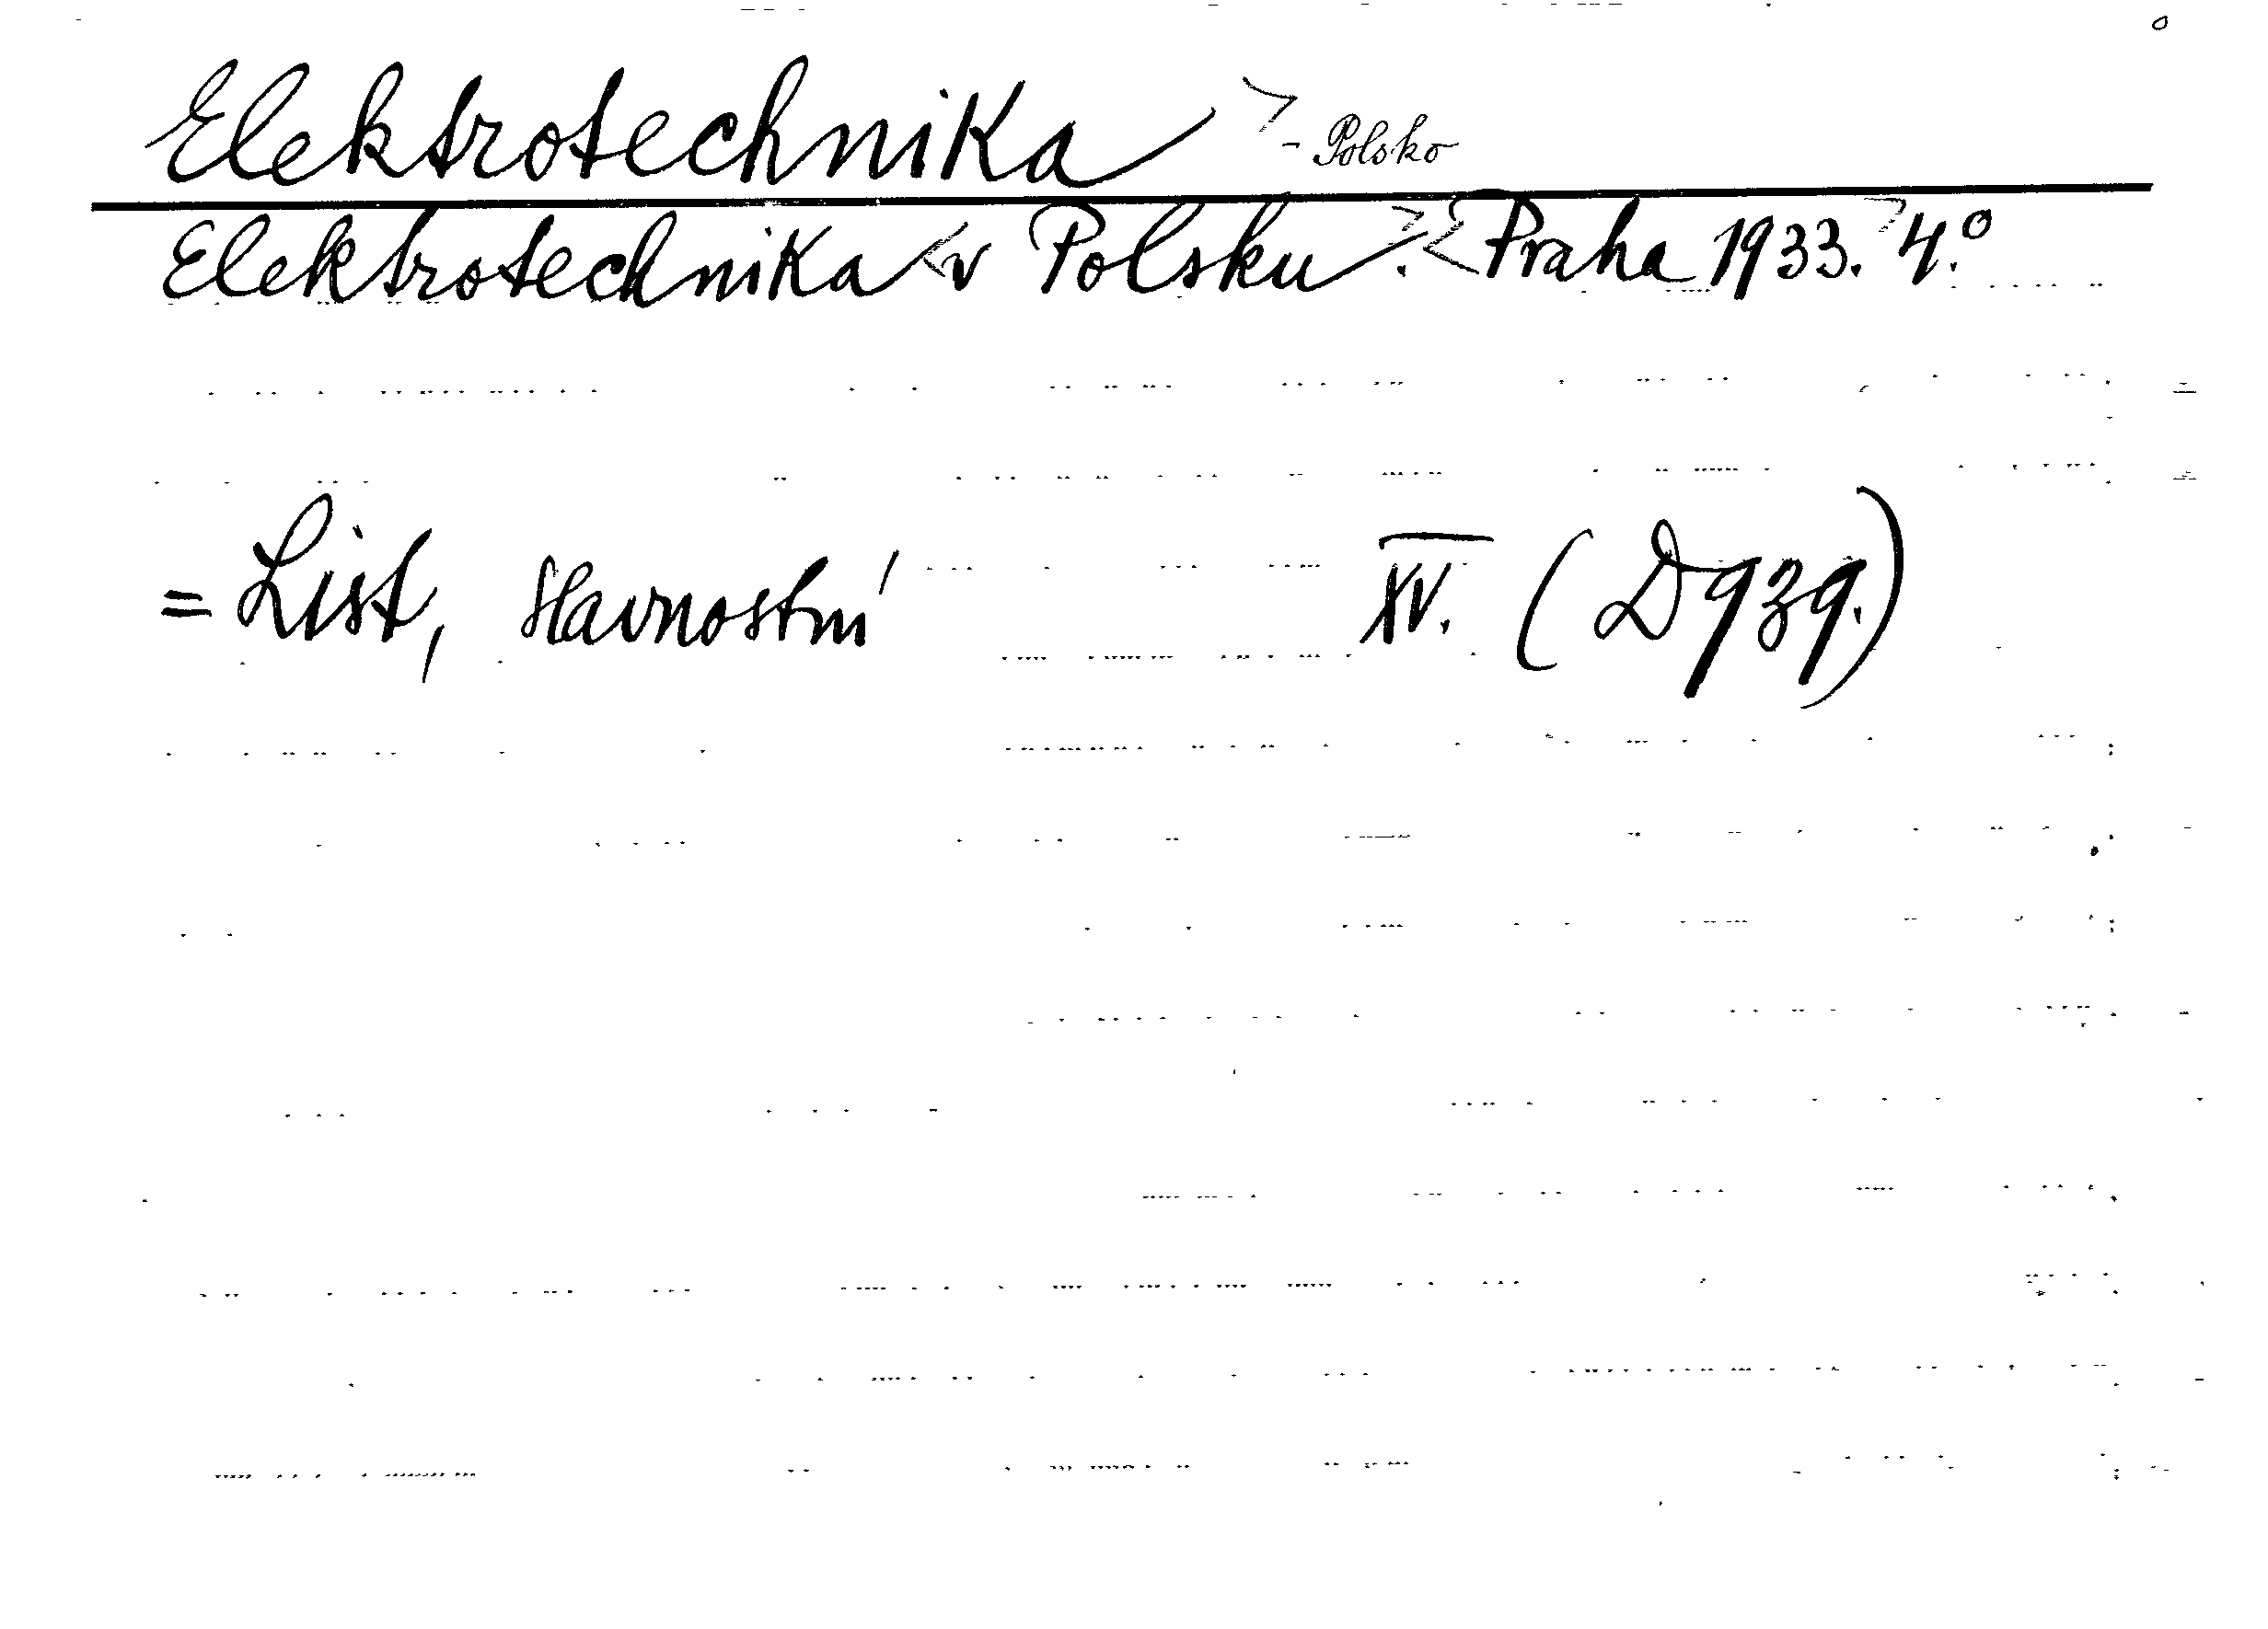 Elektrotechnika > - Polsko
Elektrotechnika <v Polsku>. <Praha 1933.> 4.°
= List, slavnostní XV. (D939.)